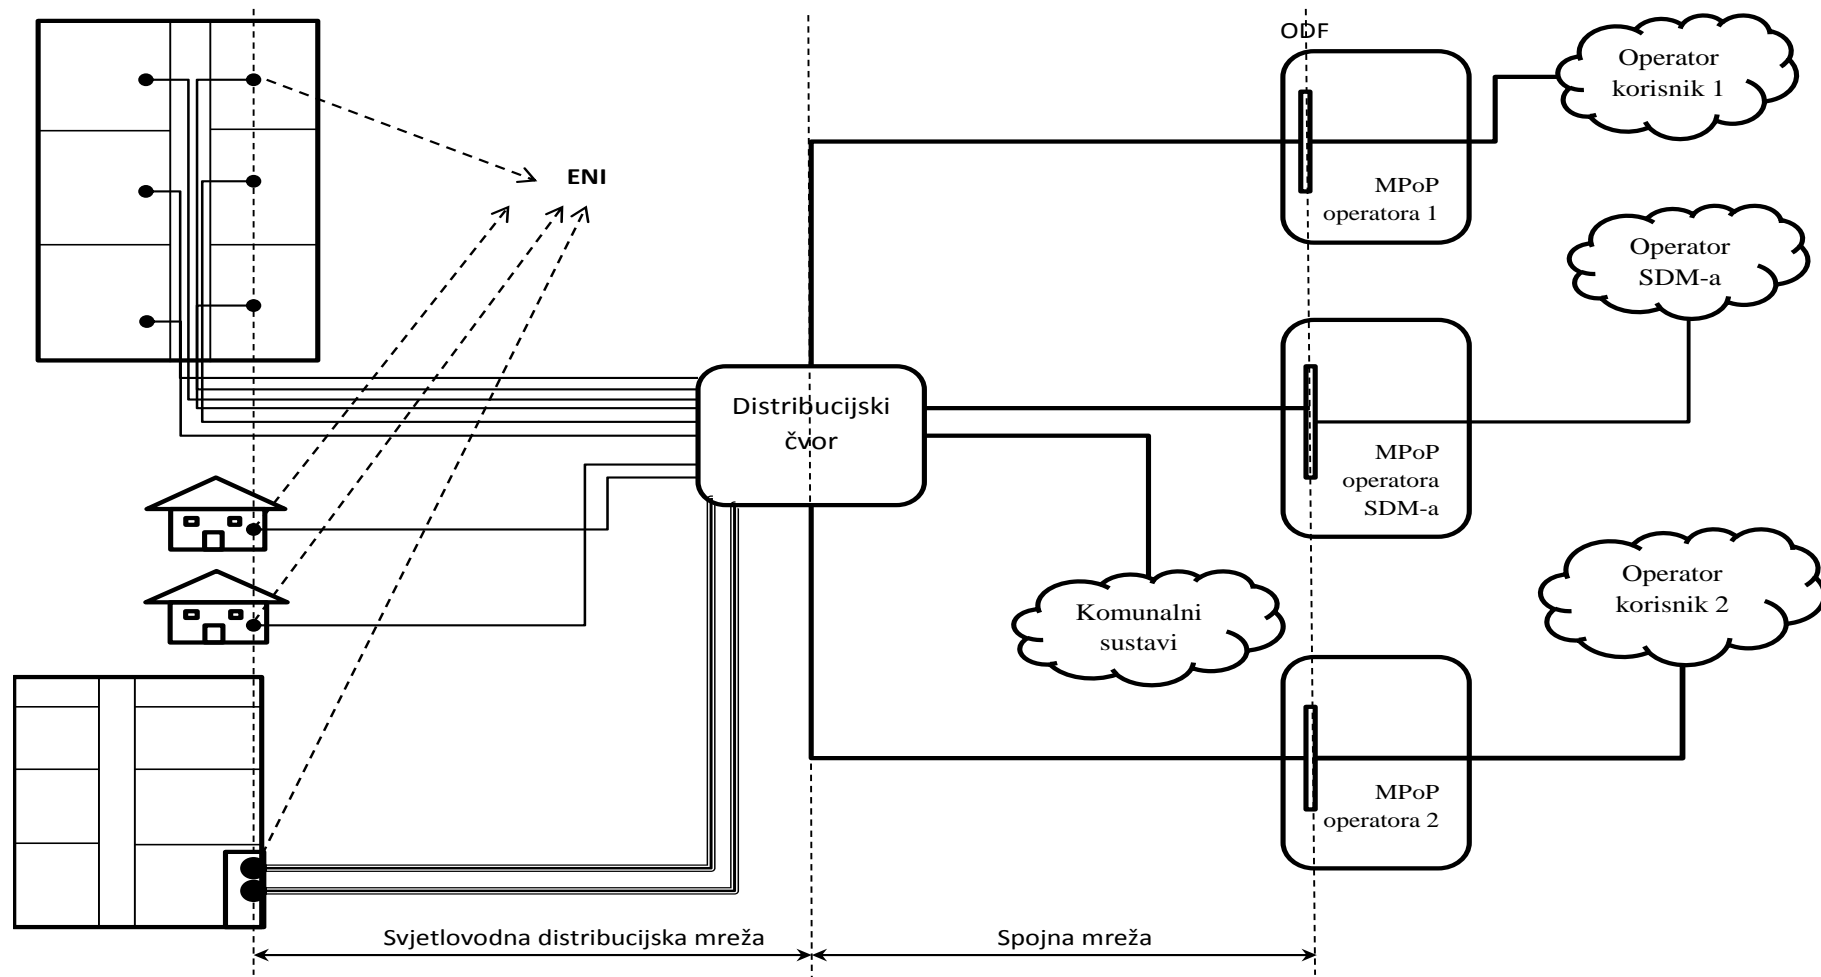 ODF
Operator
korisnik 1
ENI
MPoP
operatora 1
Operator
SDM-a
Distribucijski
čvor
MPoP
operatora
SDM-a
Operator
korisnik 2
Komunalni
sustavi
MPoP
operatora 2
Svjetlovodna distribucijska mreža
Spojna mreža